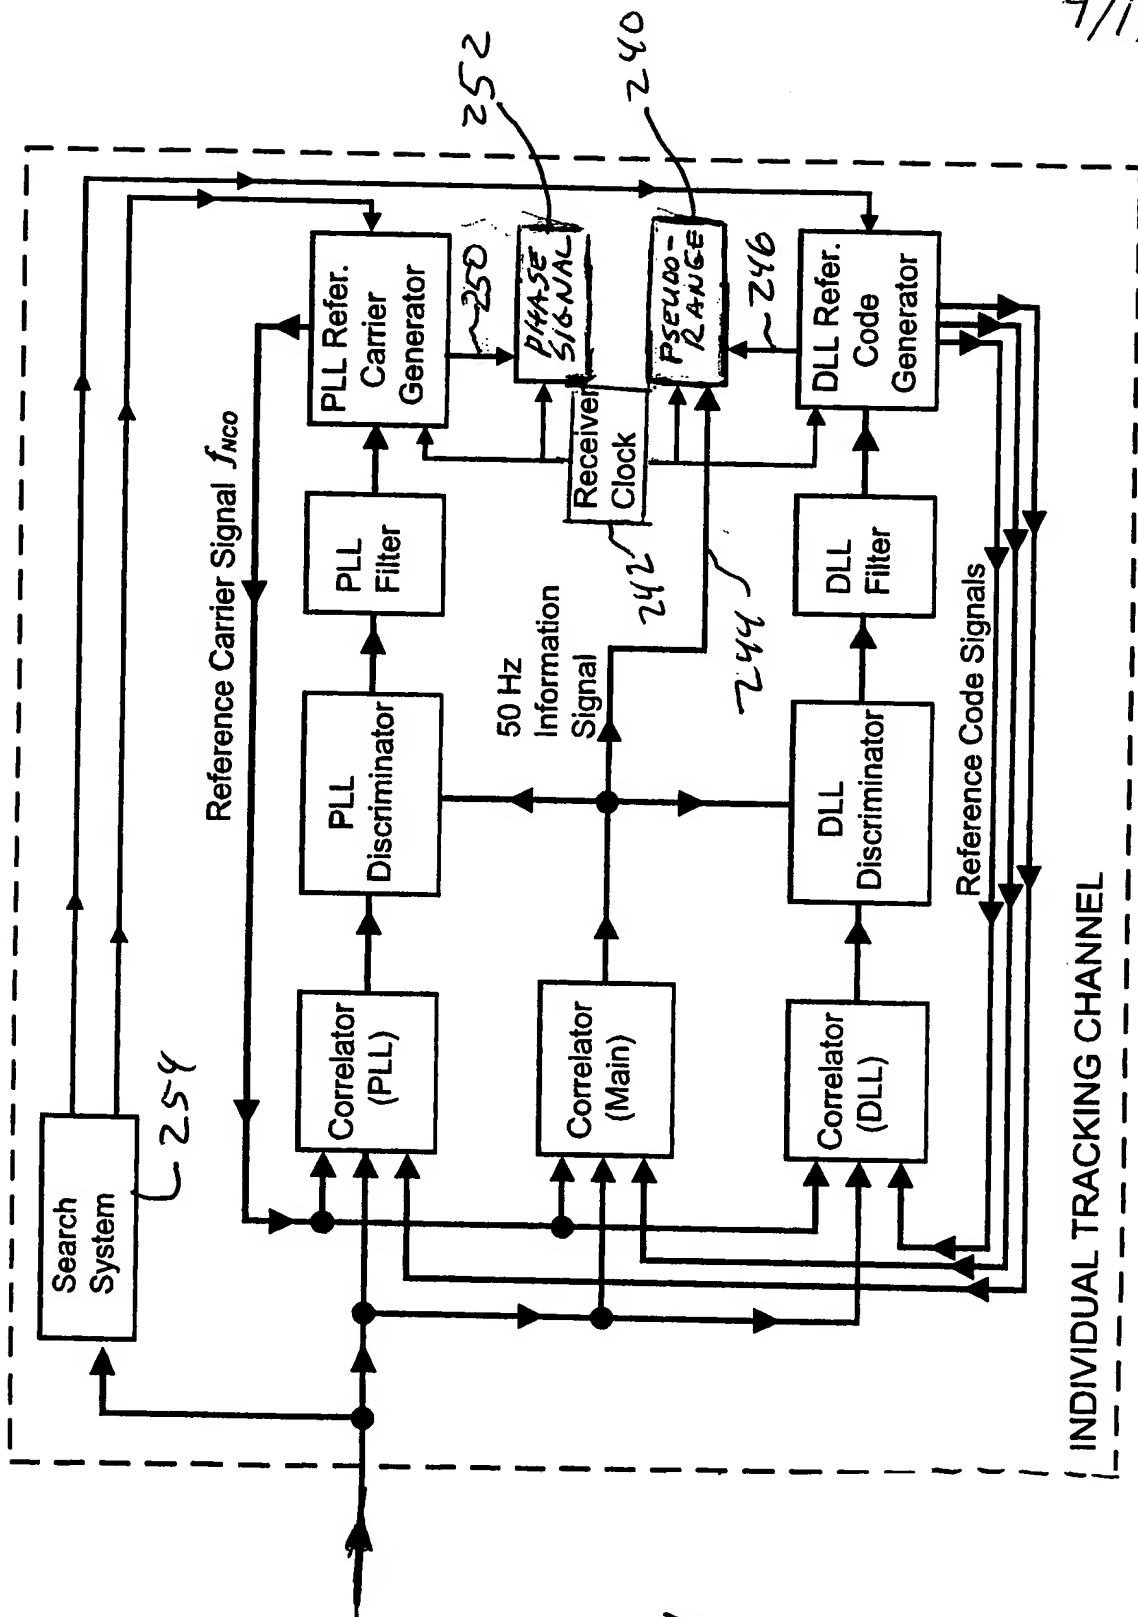 Search
System
254
Reference Carrier Signal fNCO
Correlator
(PLL)
PLL
Discriminator
PLL
Filter
PLL Refer.
Carrier
Generator
250
PHASE
SIGNAL
252
Correlator
(Main)
50 Hz
Information
Signal
Receiver
Clock
242
244
PSEUDO-
RANGE
240
246
Correlator
(DLL)
DLL
Discriminator
DLL
Filter
DLL Refer.
Code
Generator
Reference Code Signals
INDIVIDUAL TRACKING CHANNEL